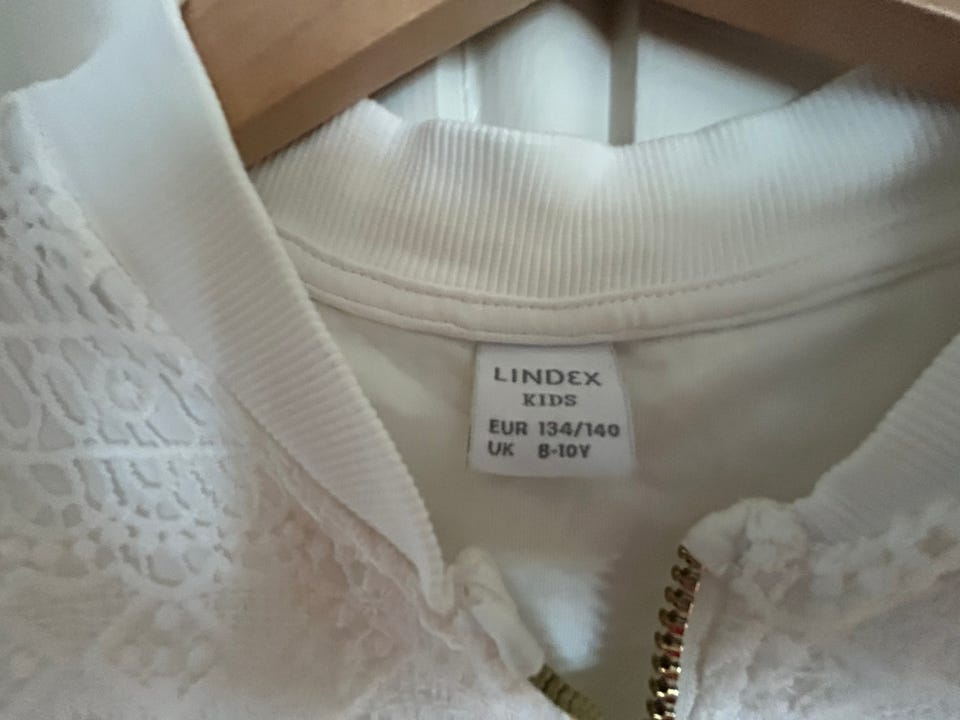 LINDEX
KIDS
EUR 134/140
UK 8-10Y